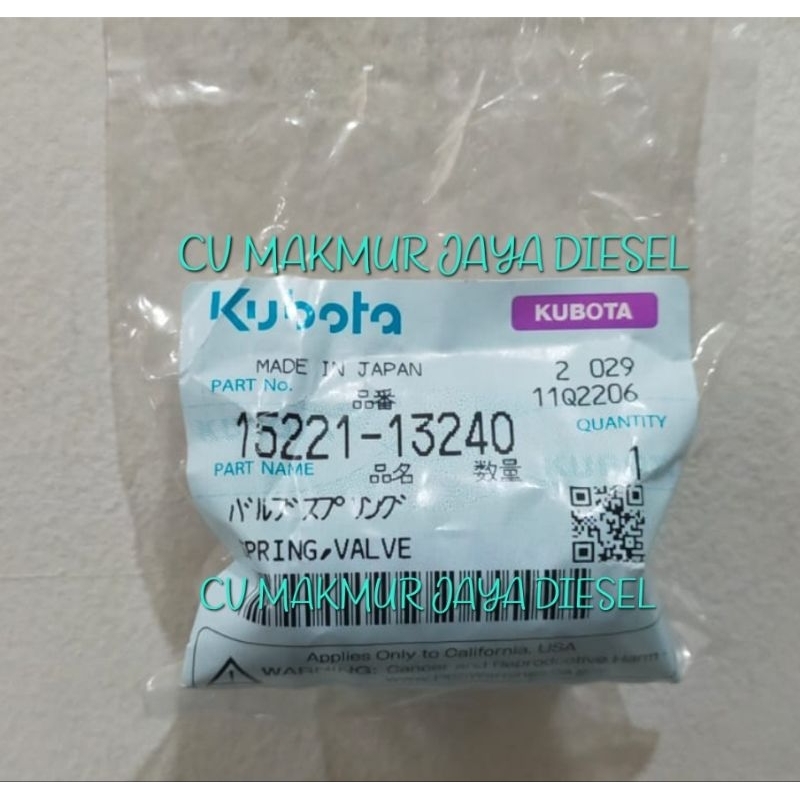 CV MAKMUR JAYA DIESEL
Kubota KUBOTA
MADE IN JAPAN 2 029
PART No. 品番 11Q2206
15221-13240 QUANTITY
PART NAME 品名 数量 1
バルブスプリング
SPRING,VALVE
CV MAKMUR JAYA DIESEL
Applies Only to California, USA
WARNING: Cancer and Reproductive Harm